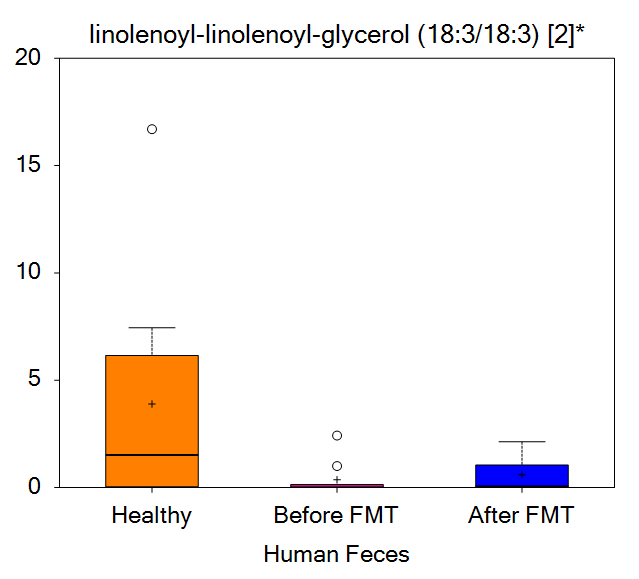 linolenoyl-linolenoyl-glycerol (18:3/18:3) [2]*
20
15
10
5
0
Healthy Before FMT After FMT
Human Feces